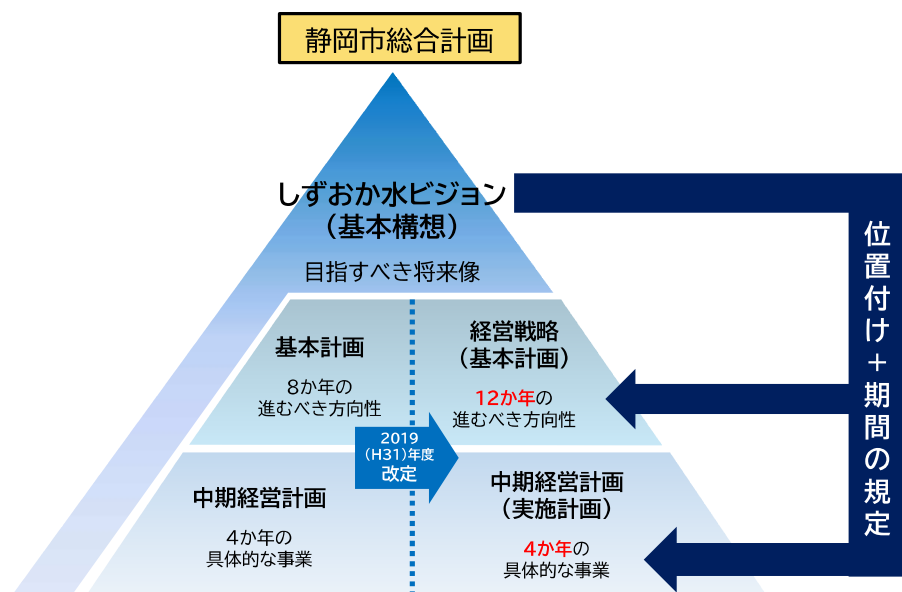 静岡市総合計画
しずおか水ビジョン
（基本構想）
目指すべき将来像
基本計画
8か年の
進むべき方向性
経営戦略
（基本計画）
12か年の
進むべき方向性
2019
（H31）年度
改定
中期経営計画
4か年の
具体的な事業
中期経営計画
（実施計画）
4か年の
具体的な事業
位置付け＋期間の規定